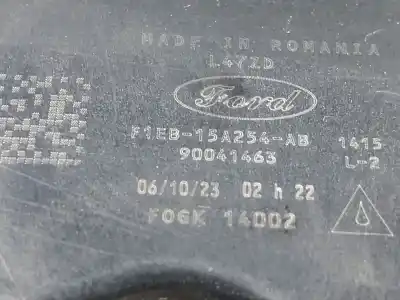 MADE IN ROMANIA
L4YZD
Ford
F1EB-15A254-AB 1415
90041463 L-2
06/10/23 02 h 22
FOGK 14002